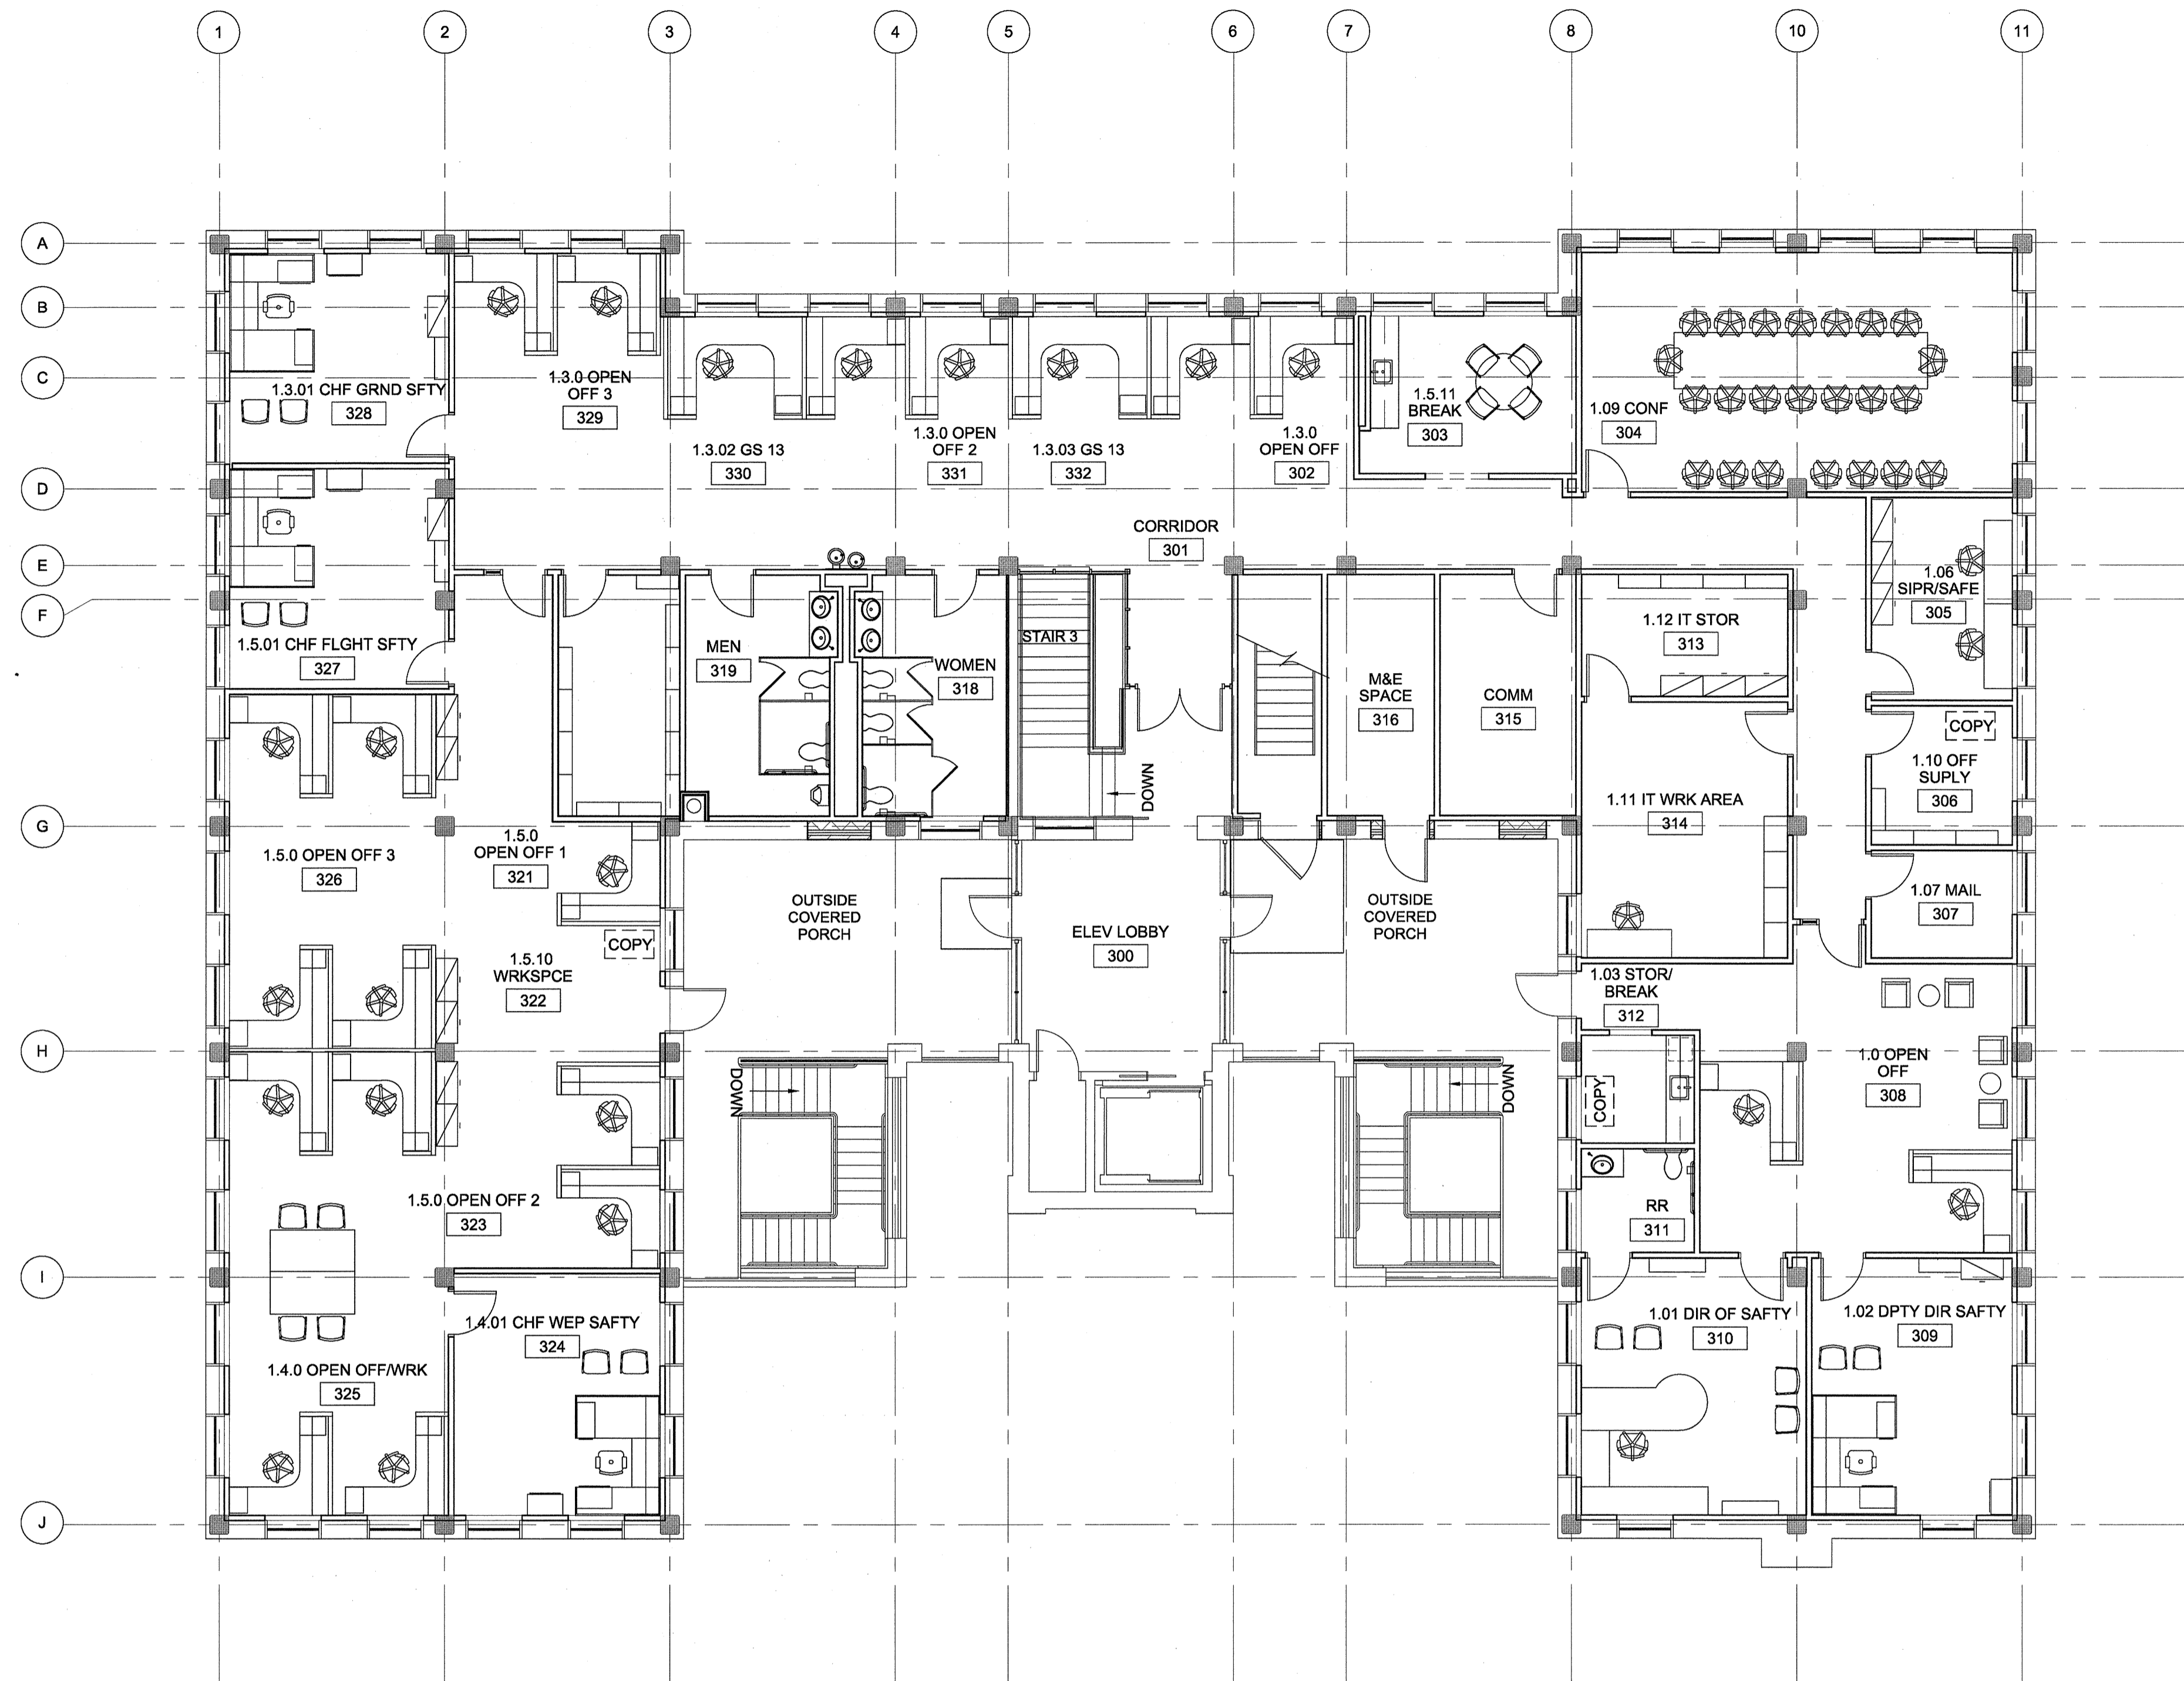 1
2
3
4
5
6
7
8
10
11
A
B
C
D
E
F
G
H
I
J
1.3.01 CHF GRND SFTY
328
1.3.0 OPEN
OFF 3
329
1.3.02 GS 13
330
1.3.0 OPEN
OFF 2
331
1.3.03 GS 13
332
1.3.0
OPEN OFF
302
1.5.11
BREAK
303
1.09 CONF
304
CORRIDOR
301
1.5.01 CHF FLGHT SFTY
327
MEN
319
WOMEN
318
STAIR 3
DOWN
M&E
SPACE
316
COMM
315
1.12 IT STOR
313
1.06
SIPR/SAFE
305
COPY
1.10 OFF
SUPLY
306
1.11 IT WRK AREA
314
1.07 MAIL
307
1.5.0 OPEN OFF 3
326
1.5.0
OPEN OFF 1
321
COPY
1.5.10
WRKSPCE
322
OUTSIDE
COVERED
PORCH
ELEV LOBBY
300
OUTSIDE
COVERED
PORCH
1.03 STOR/
BREAK
312
COPY
1.0 OPEN
OFF
308
DOWN
DOWN
1.5.0 OPEN OFF 2
323
RR
311
1.4.01 CHF WEP SAFTY
324
1.4.0 OPEN OFF/WRK
325
1.01 DIR OF SAFTY
310
1.02 DPTY DIR SAFTY
309